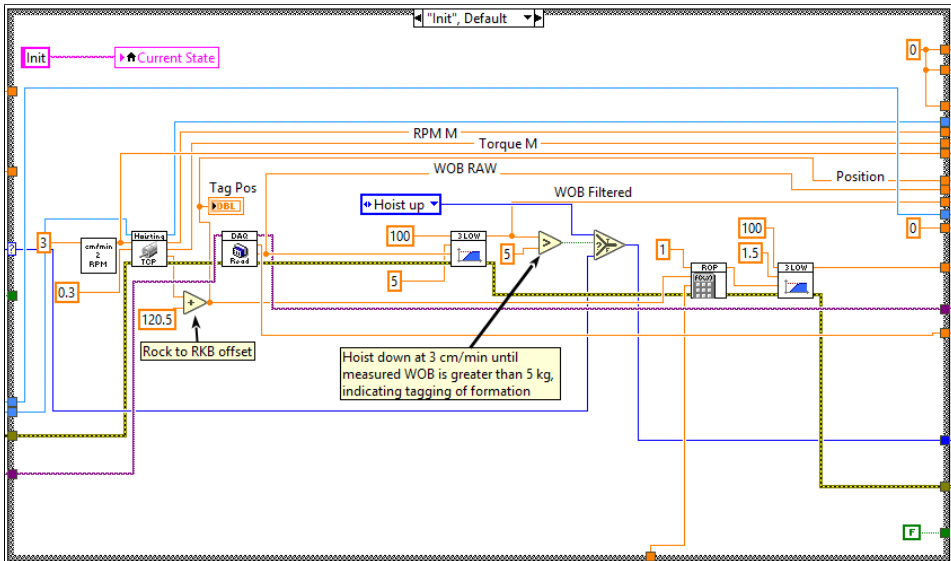 "Init", Default
Init
Current State
0
RPM M
Torque M
WOB RAW
Position
Tag Pos
DBL
Hoist up
WOB Filtered
0
3
cm/min
2
RPM
Hoisting
TCP
DAQ
Read
100
3 LOW
5
>
5
?
1
ROP
100
1.5
3 LOW
0.3
120.5
+
Rock to RKB offset
Hoist down at 3 cm/min until
measured WOB is greater than 5 kg,
indicating tagging of formation
?
F